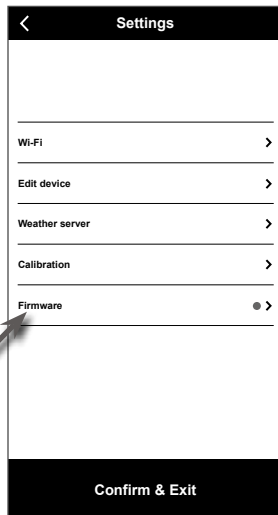 Settings
Wi-Fi
Edit device
Weather server
Calibration
Firmware
Confirm & Exit